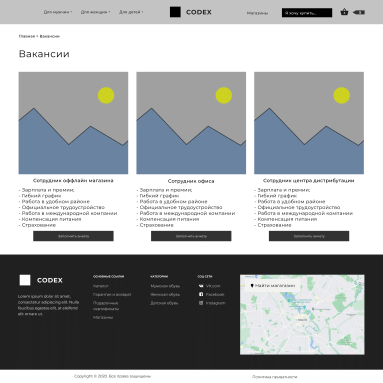 Для мужчин Для женщин Для детей CODEX Магазины Я хочу купить...
Главная > Вакансии
Вакансии
Сотрудник оффлайн магазина
- Зарплата и премии;
- Гибкий график
- Работа в удобном районе
- Официальное трудоустройство
- Работа в международной компании
- Компенсация питания
- Страхование
ЗАПОЛНИТЬ АНКЕТУ
Сотрудник офиса
- Зарплата и премии;
- Гибкий график
- Работа в удобном районе
- Официальное трудоустройство
- Работа в международной компании
- Компенсация питания
- Страхование
ЗАПОЛНИТЬ АНКЕТУ
Сотрудник центра дистрибутации
- Зарплата и премии;
- Гибкий график
- Работа в удобном районе
- Официальное трудоустройство
- Работа в международной компании
- Компенсация питания
- Страхование
ЗАПОЛНИТЬ АНКЕТУ
CODEX
Lorem ipsum dolor sit amet,
consectetur adipiscing elit. Nulla
faucibus egestas est, at eleifend
elit ornare ut.
ОСНОВНЫЕ ССЫЛКИ
Каталог
Гарантия и возврат
Подарочные
сертификаты
Магазины
КАТЕГОРИИ
Мужская обувь
Женская обувь
Детская обувь
СОЦ СЕТИ
VK.com
Facebook
Instagram
Найти магазин
Copyright © 2020. Все права защищены
Политика приватности